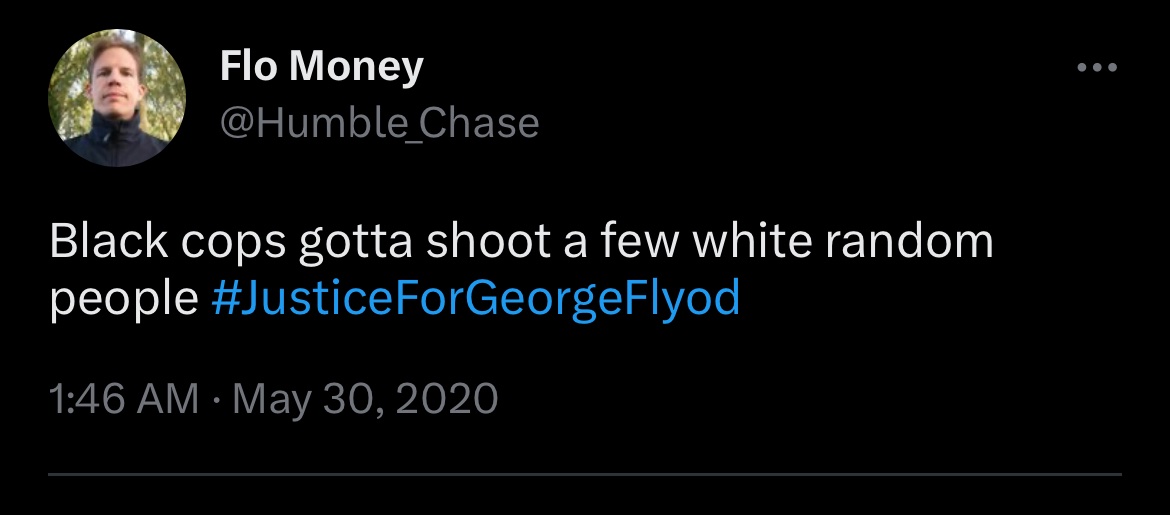 Flo Money
@Humble_Chase
Black cops gotta shoot a few white random
people #JusticeForGeorgeFlyod
1:46 AM · May 30, 2020